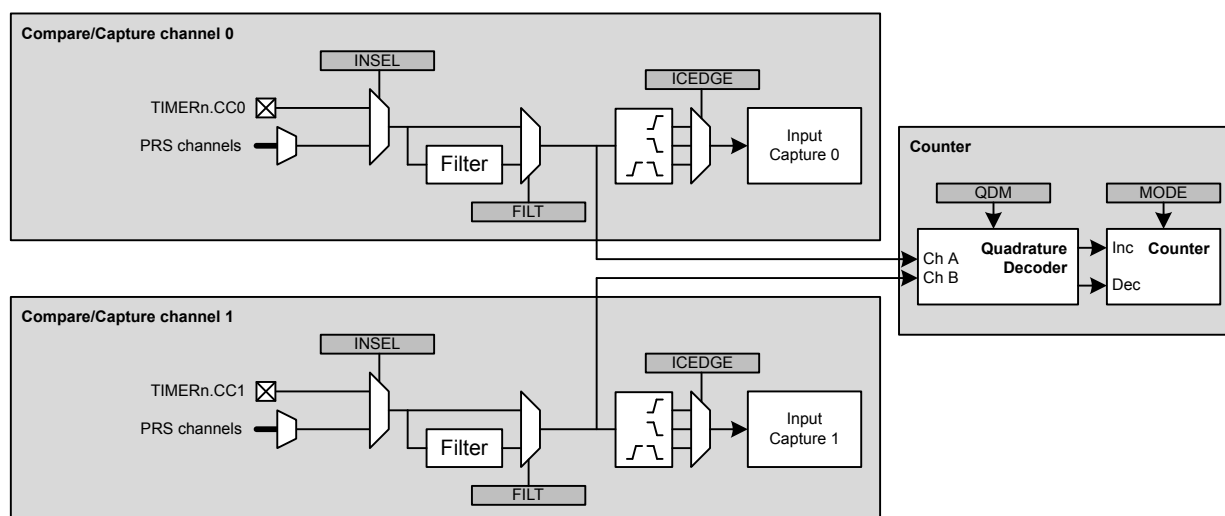 Compare/Capture channel 0
INSEL
ICEDGE
TIMERn.CC0
PRS channels
Filter
FILT
Input
Capture 0
Counter
QDM
MODE
Ch A
Ch B
Quadrature
Decoder
Inc
Dec
Counter
Compare/Capture channel 1
INSEL
ICEDGE
TIMERn.CC1
PRS channels
Filter
FILT
Input
Capture 1